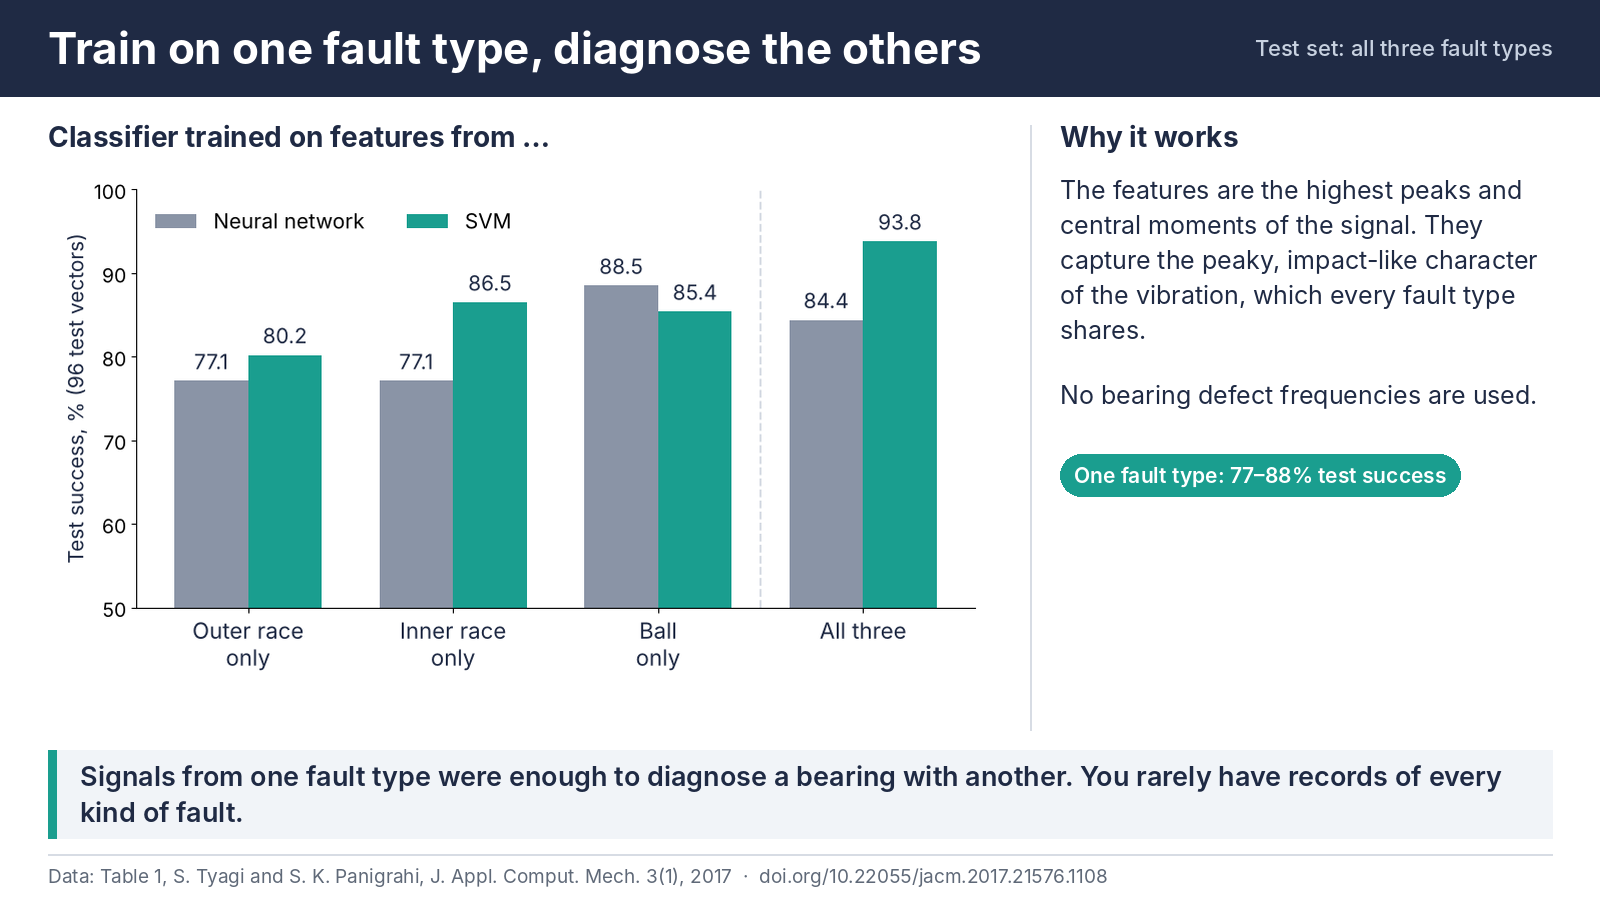 Train on one fault type, diagnose the others
Test set: all three fault types
Classifier trained on features from …
Test success, % (96 test vectors)
100
90
80
70
60
50
Neural network
SVM
77.1
80.2
77.1
86.5
88.5
85.4
84.4
93.8
Outer race
only
Inner race
only
Ball
only
All three
Why it works
The features are the highest peaks and
central moments of the signal. They
capture the peaky, impact-like character
of the vibration, which every fault type
shares.
No bearing defect frequencies are used.
One fault type: 77–88% test success
Signals from one fault type were enough to diagnose a bearing with another. You rarely have records of every
kind of fault.
Data: Table 1, S. Tyagi and S. K. Panigrahi, J. Appl. Comput. Mech. 3(1), 2017 · doi.org/10.22055/jacm.2017.21576.1108